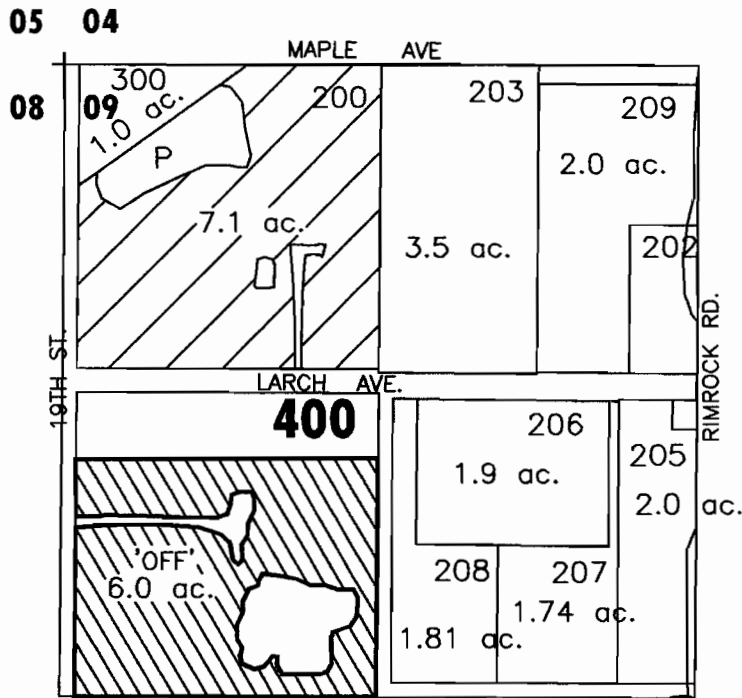 05 04
MAPLE AVE
08 09
300
1.0 ac.
200
203
209
P
2.0 ac.
7.1 ac.
3.5 ac.
202
19TH ST.
RIMROCK RD.
LARCH AVE.
400
206
205
1.9 ac.
2.0 ac.
'OFF'
6.0 ac.
208
207
1.74 ac.
1.81 ac.